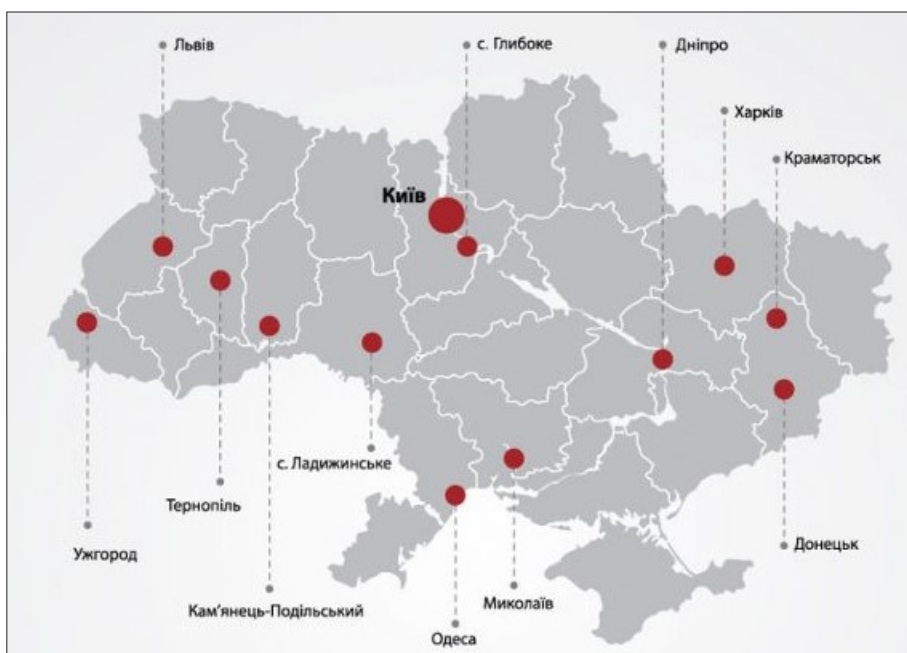 Львів
с. Глибоке
Дніпро
Харків
Краматорськ
Київ
с. Ладижинське
Тернопіль
Ужгород
Донецьк
Кам'янець-Подільський
Миколаїв
Одеса